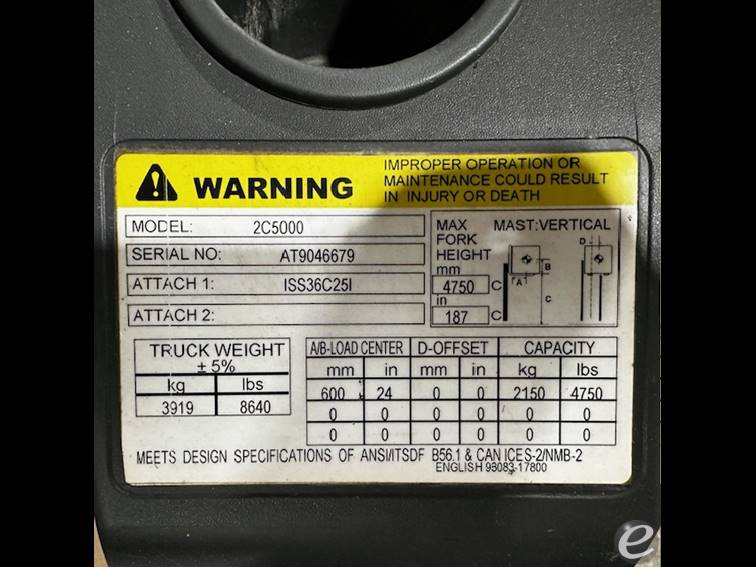 WARNING
IMPROPER OPERATION OR
MAINTENANCE COULD RESULT
IN INJURY OR DEATH
MODEL: 2C5000
SERIAL NO: AT9046679
ATTACH 1: ISS36C25I
ATTACH 2:
MAX
FORK
HEIGHT
mm
4750 C
in
187 C
MAST:VERTICAL
D
B
A
C
TRUCK WEIGHT
± 5%
kg lbs
3919 8640
A/B-LOAD CENTER D-OFFSET CAPACITY
mm in mm in kg lbs
600 24 0 0 2150 4750
0 0 0 0 0 0
0 0 0 0 0 0
MEETS DESIGN SPECIFICATIONS OF ANSI/ITSDF B56.1 & CAN ICES-2/NMB-2
ENGLISH 93083-17800
e